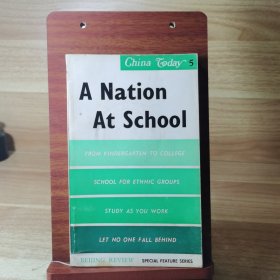 China Today 5
A Nation
At School
FROM KINDERGARTEN TO COLLEGE
SCHOOL FOR ETHNIC GROUPS
STUDY AS YOU WORK
LET NO ONE FALL BEHIND
BEIJING REVIEW SPECIAL FEATURE SERIES